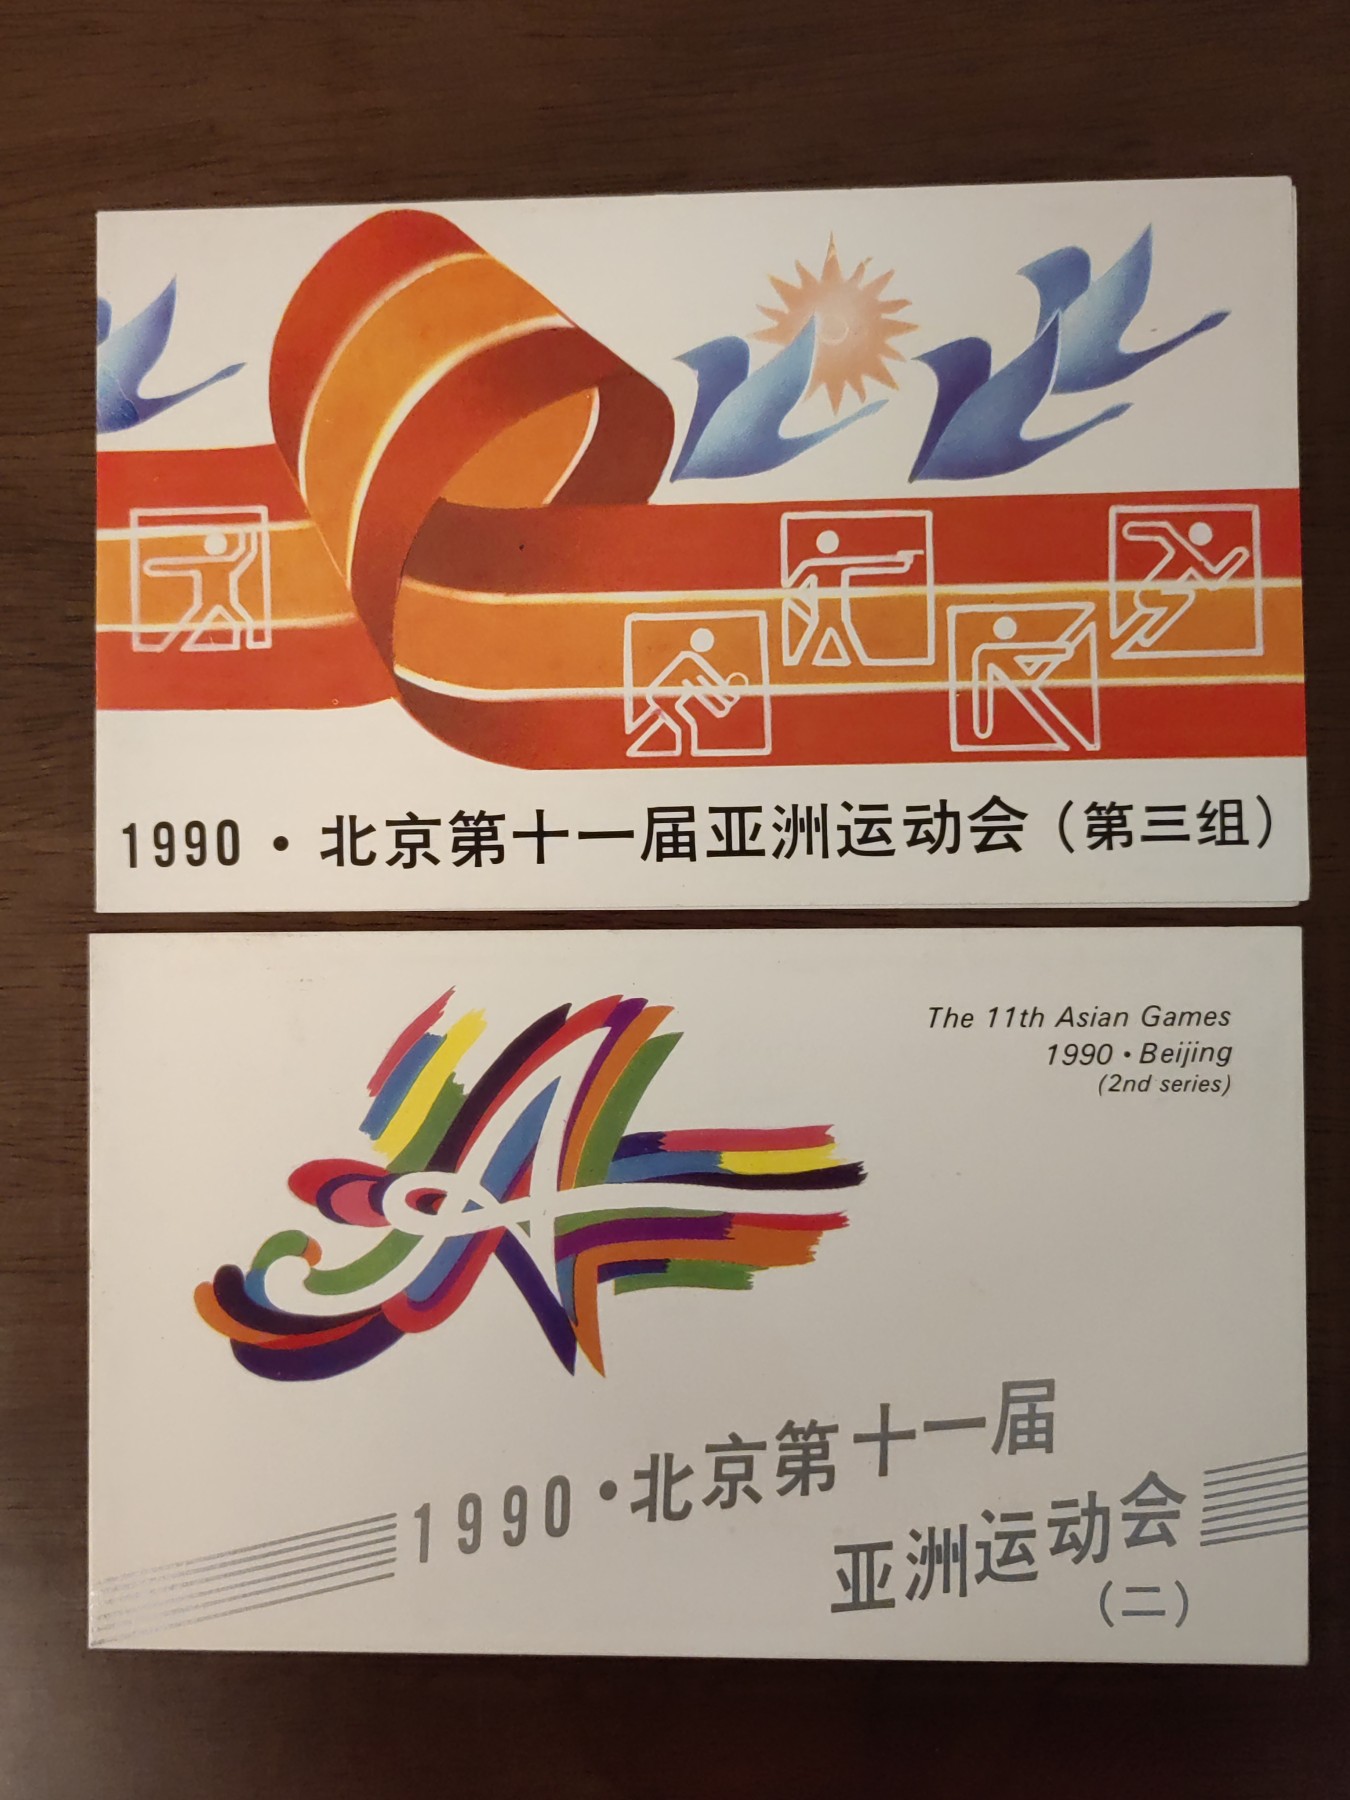 1990·北京第十一届亚洲运动会(第三组)
The 11th Asian Games
1990·Beijing
(2nd series)
1990·北京第十一届
亚洲运动会
(二)